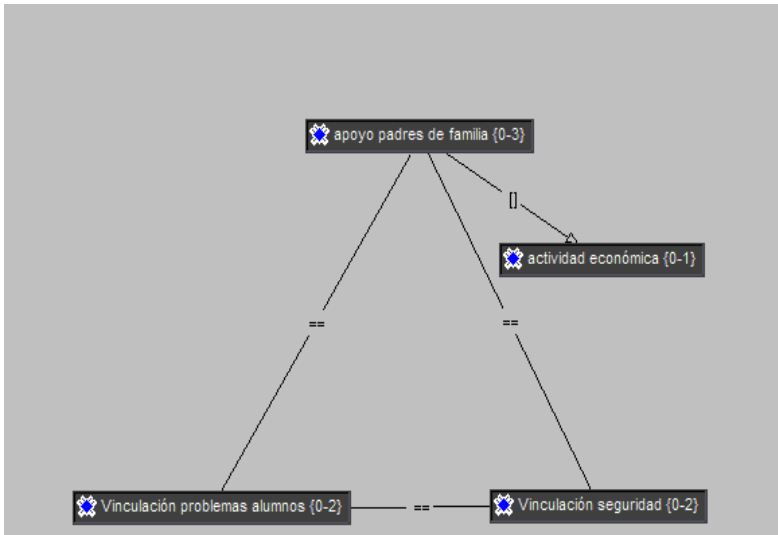 apoyo padres de familia {0-3}
[]
actividad económica {0-1}
==
==
Vinculación problemas alumnos {0-2}
==
Vinculación seguridad {0-2}